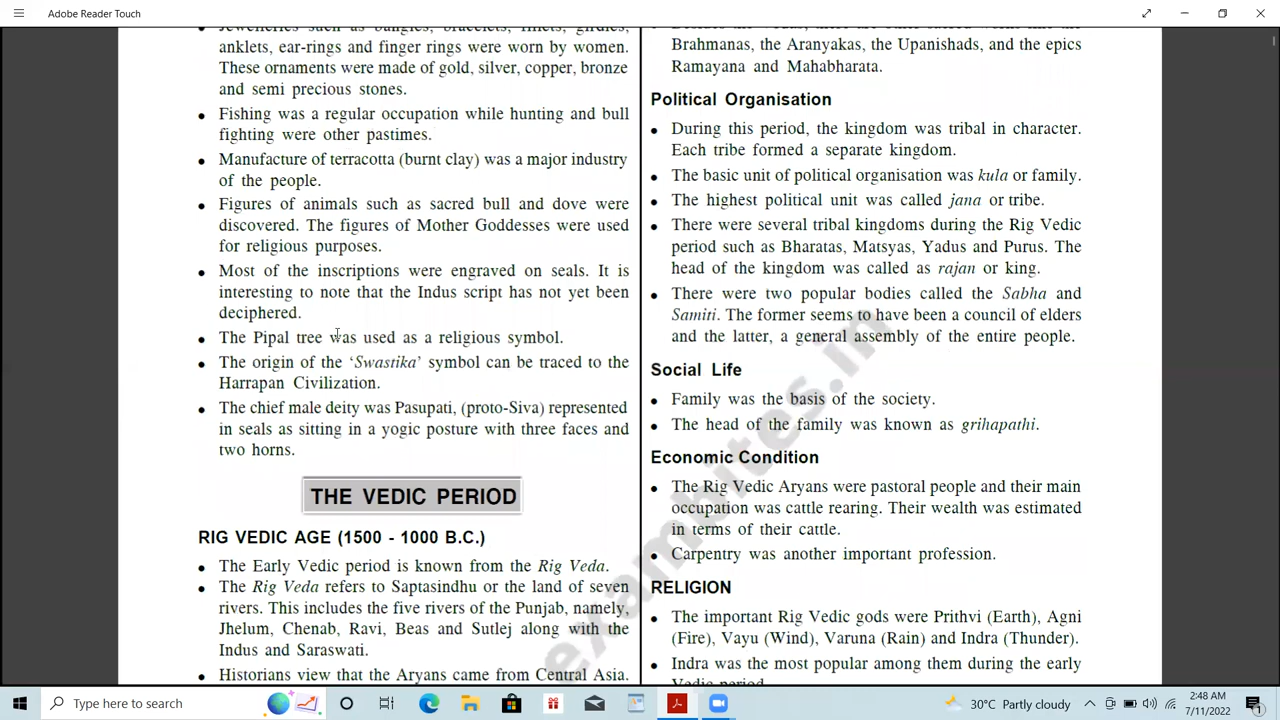 Adobe Reader Touch
Jewelleries such as bangles, bracelets, fillets, girdles,
anklets, ear-rings and finger rings were worn by women.
These ornaments were made of gold, silver, copper, bronze
and semi precious stones.
• Fishing was a regular occupation while hunting and bull
fighting were other pastimes.
• Manufacture of terracotta (burnt clay) was a major industry
of the people.
• Figures of animals such as sacred bull and dove were
discovered. The figures of Mother Goddesses were used
for religious purposes.
• Most of the inscriptions were engraved on seals. It is
interesting to note that the Indus script has not yet been
deciphered.
• The Pipal tree was used as a religious symbol.
• The origin of the ‘Swastika’ symbol can be traced to the
Harrapan Civilization.
• The chief male deity was Pasupati, (proto-Siva) represented
in seals as sitting in a yogic posture with three faces and
two horns.
THE VEDIC PERIOD
RIG VEDIC AGE (1500 - 1000 B.C.)
• The Early Vedic period is known from the Rig Veda.
• The Rig Veda refers to Saptasindhu or the land of seven
rivers. This includes the five rivers of the Punjab, namely,
Jhelum, Chenab, Ravi, Beas and Sutlej along with the
Indus and Saraswati.
• Historians view that the Aryans came from Central Asia.
Brahmanas, the Aranyakas, the Upanishads, and the epics
Ramayana and Mahabharata.
Political Organisation
• During this period, the kingdom was tribal in character.
Each tribe formed a separate kingdom.
• The basic unit of political organisation was kula or family.
• The highest political unit was called jana or tribe.
• There were several tribal kingdoms during the Rig Vedic
period such as Bharatas, Matsyas, Yadus and Purus. The
head of the kingdom was called as rajan or king.
• There were two popular bodies called the Sabha and
Samiti. The former seems to have been a council of elders
and the latter, a general assembly of the entire people.
Social Life
• Family was the basis of the society.
• The head of the family was known as grihapathi.
Economic Condition
• The Rig Vedic Aryans were pastoral people and their main
occupation was cattle rearing. Their wealth was estimated
in terms of their cattle.
• Carpentry was another important profession.
RELIGION
• The important Rig Vedic gods were Prithvi (Earth), Agni
(Fire), Vayu (Wind), Varuna (Rain) and Indra (Thunder).
• Indra was the most popular among them during the early
Vedic period.
exambites.in
Type here to search
30°C Partly cloudy
2:48 AM
7/11/2022
1